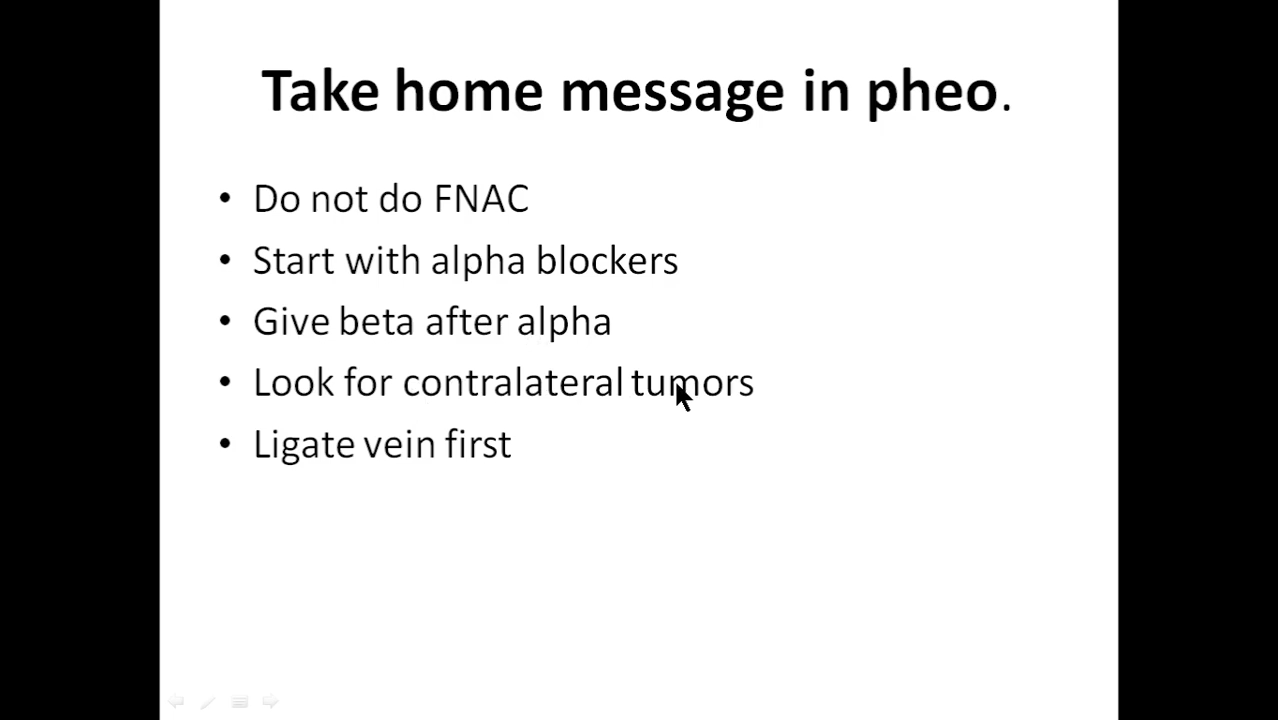 Take home message in pheo.
• Do not do FNAC
• Start with alpha blockers
• Give beta after alpha
• Look for contralateral tumors
• Ligate vein first